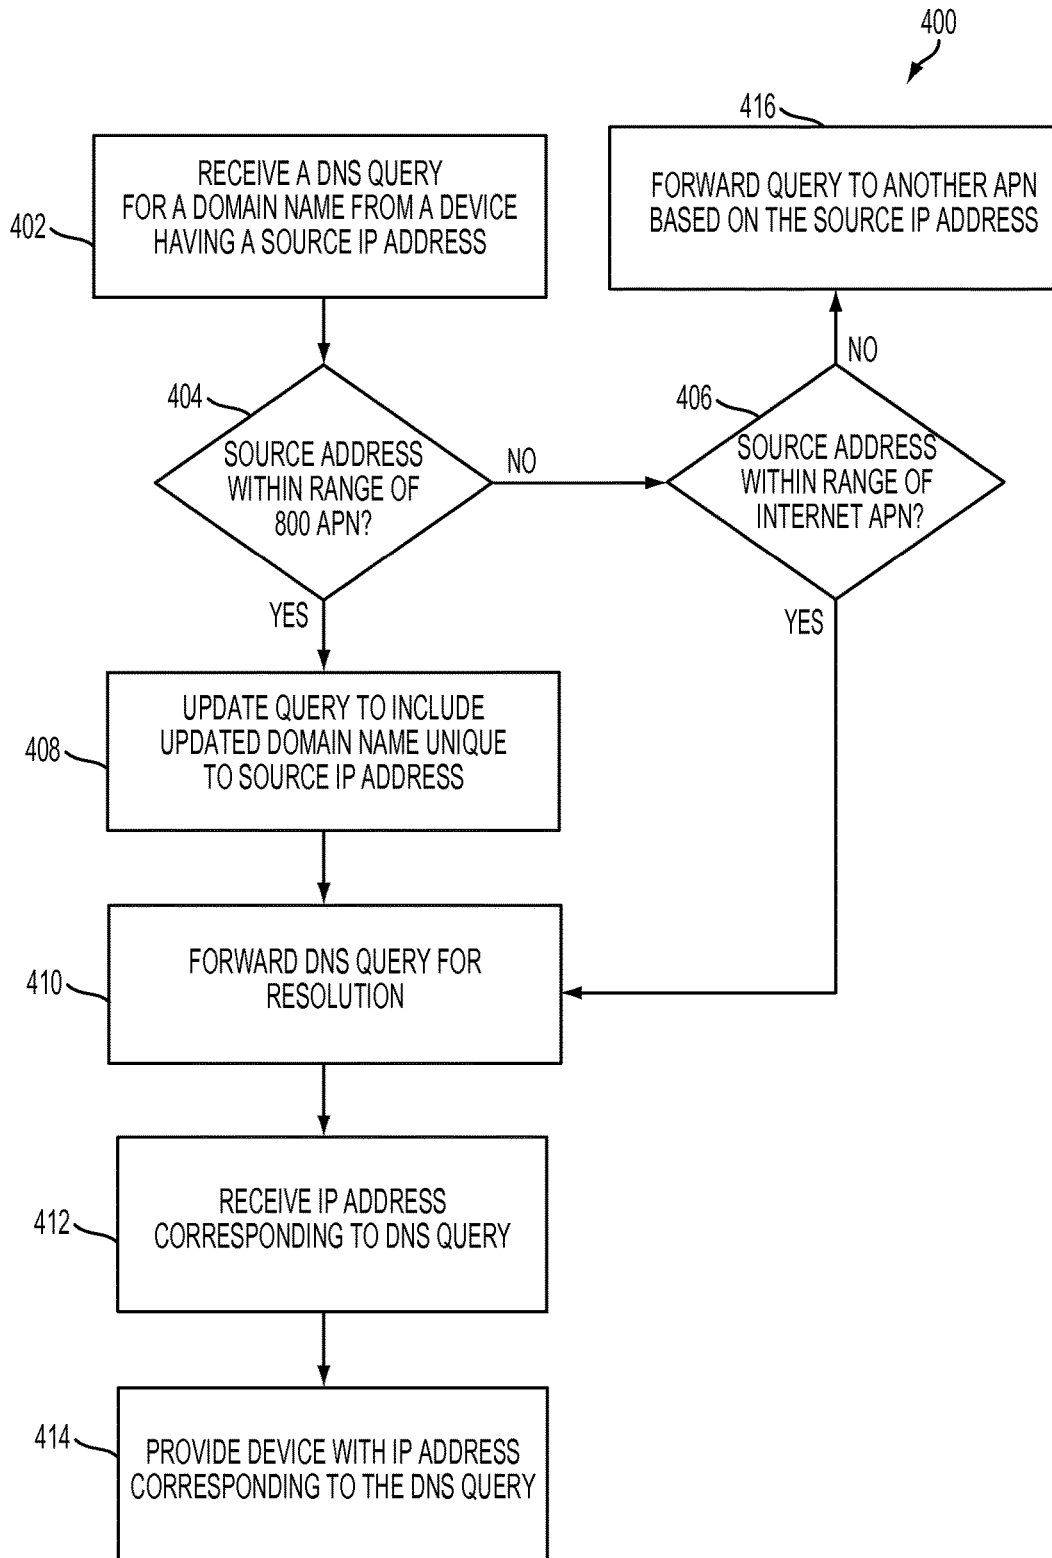 400
402
RECEIVE A DNS QUERY
FOR A DOMAIN NAME FROM A DEVICE
HAVING A SOURCE IP ADDRESS
416
FORWARD QUERY TO ANOTHER APN
BASED ON THE SOURCE IP ADDRESS
404
SOURCE ADDRESS
WITHIN RANGE OF
800 APN?
NO
YES
406
SOURCE ADDRESS
WITHIN RANGE OF
INTERNET APN?
NO
YES
408
UPDATE QUERY TO INCLUDE
UPDATED DOMAIN NAME UNIQUE
TO SOURCE IP ADDRESS
410
FORWARD DNS QUERY FOR
RESOLUTION
412
RECEIVE IP ADDRESS
CORRESPONDING TO DNS QUERY
414
PROVIDE DEVICE WITH IP ADDRESS
CORRESPONDING TO THE DNS QUERY